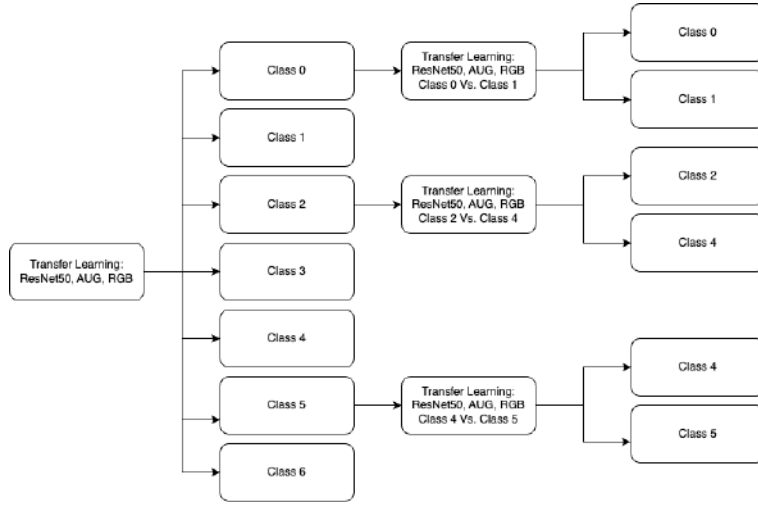 Transfer Learning:
ResNet50, AUG, RGB
Class 0
Class 1
Class 2
Class 3
Class 4
Class 5
Class 6
Transfer Learning:
ResNet50, AUG, RGB
Class 0 Vs. Class 1
Transfer Learning:
ResNet50, AUG, RGB
Class 2 Vs. Class 4
Transfer Learning:
ResNet50, AUG, RGB
Class 4 Vs. Class 5
Class 0
Class 1
Class 2
Class 4
Class 4
Class 5